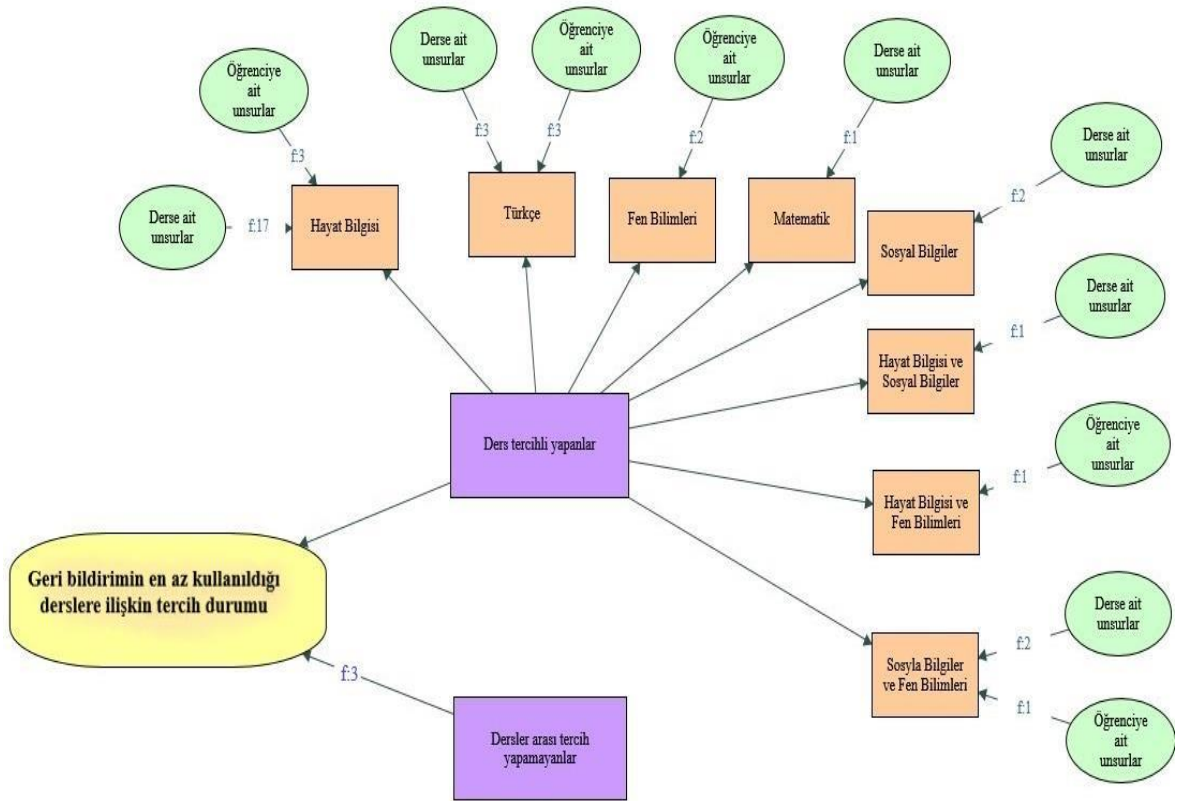 Derse ait
unsurlar
Öğrenciye
ait
unsurlar
Öğrenciye
ait
unsurlar
Derse ait
unsurlar
Öğrenciye
ait
unsurlar
Derse ait
unsurlar
f:3
f:3
f:3
f:2
f:1
Derse ait
unsurlar
f:17
Hayat Bilgisi
Türkçe
Fen Bilimleri
Matematik
Sosyal Bilgiler
f:2
Derse ait
unsurlar
Hayat Bilgisi ve
Sosyal Bilgiler
f:1
Derse ait
unsurlar
Ders tercihli yapanlar
Hayat Bilgisi ve
Fen Bilimleri
f:1
Öğrenciye
ait
unsurlar
Geri bildirimin en az kullanıldığı
derslere ilişkin tercih durumu
Sosyla Bilgiler
ve Fen Bilimleri
f:2
Derse ait
unsurlar
f:1
Öğrenciye
ait
unsurlar
f:3
Dersler arası tercih
yapamayanlar